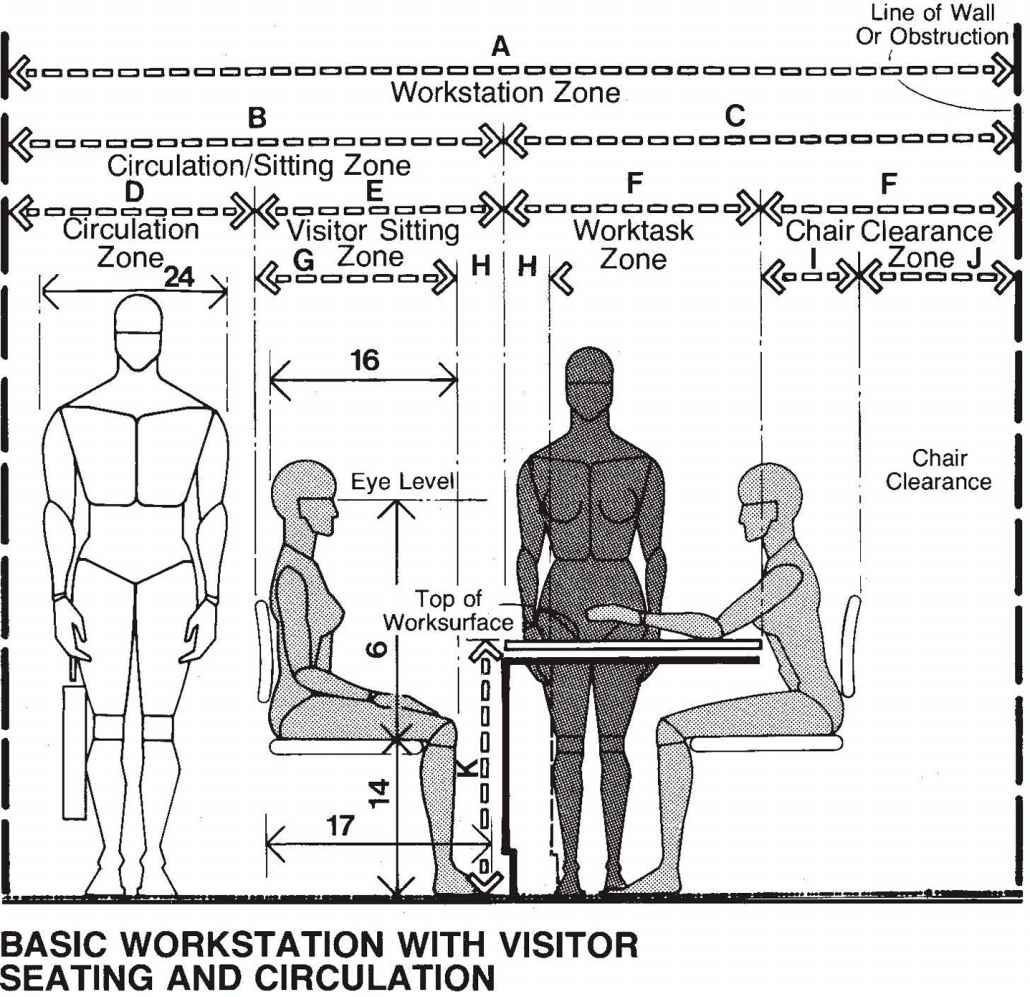 Line of Wall
Or Obstruction
A
Workstation Zone
B
C
Circulation/Sitting Zone
D
E
F
F
Circulation
Zone
Visitor Sitting
Zone
Worktask
Zone
Chair Clearance
Zone
G
H
H
I
J
24
16
Eye Level
Chair
Clearance
Top of
Worksurface
6
K
14
17
BASIC WORKSTATION WITH VISITOR
SEATING AND CIRCULATION